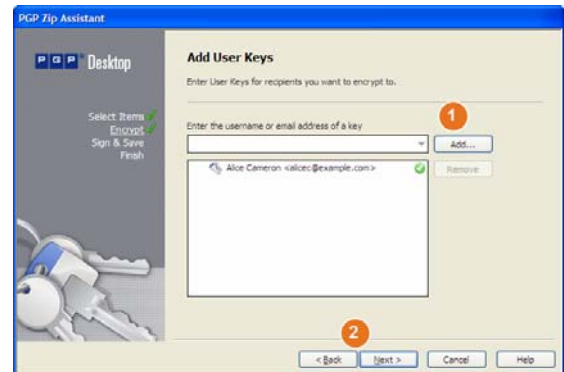 PGP Zip Assistant
PGP Desktop
Select Items
Encrypt
Sign & Save
Finish
Add User Keys
Enter User Keys for recipients you want to encrypt to.
Enter the username or email address of a key
1
Add...
Alice Cameron <alicec@example.com>
Remove
2
< Back
Next >
Cancel
Help